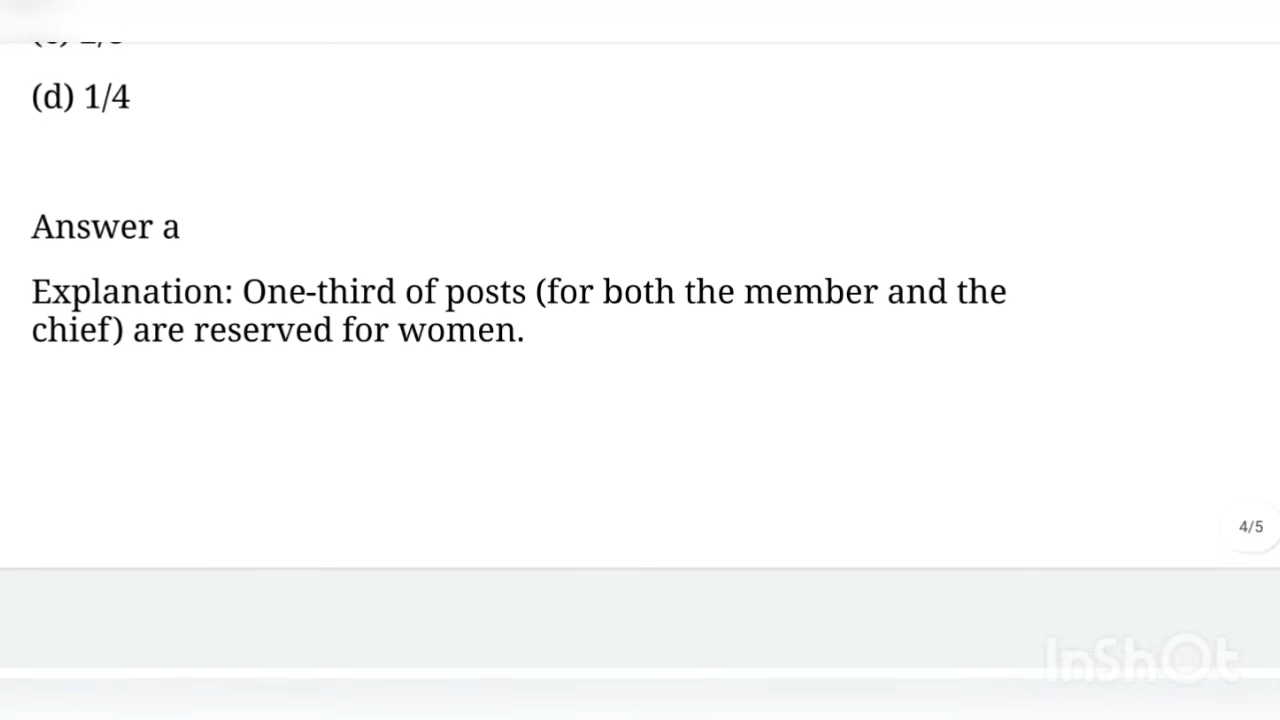 (d) 1/4
Answer a
Explanation: One-third of posts (for both the member and the
chief) are reserved for women.
4/5
InShOt